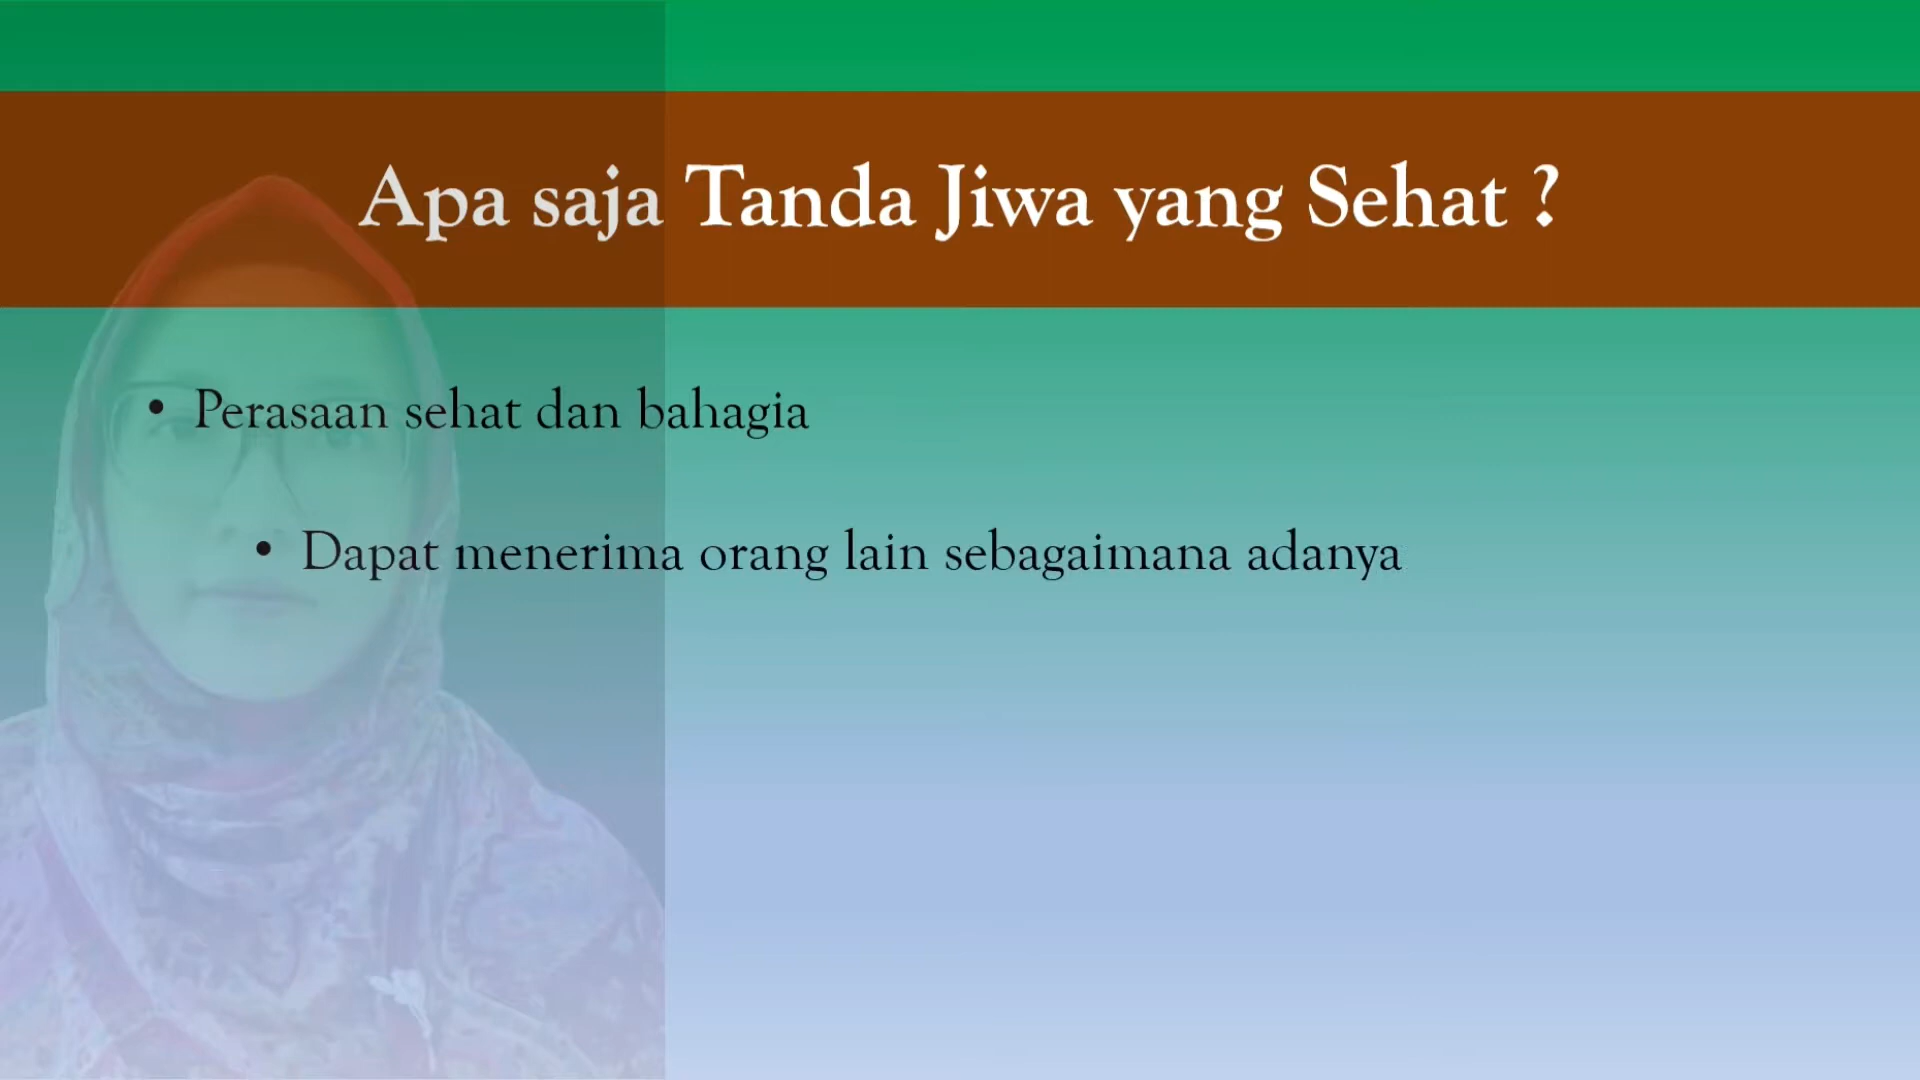 Apa saja Tanda Jiwa yang Sehat ?
• Perasaan sehat dan bahagia
• Dapat menerima orang lain sebagaimana adanya